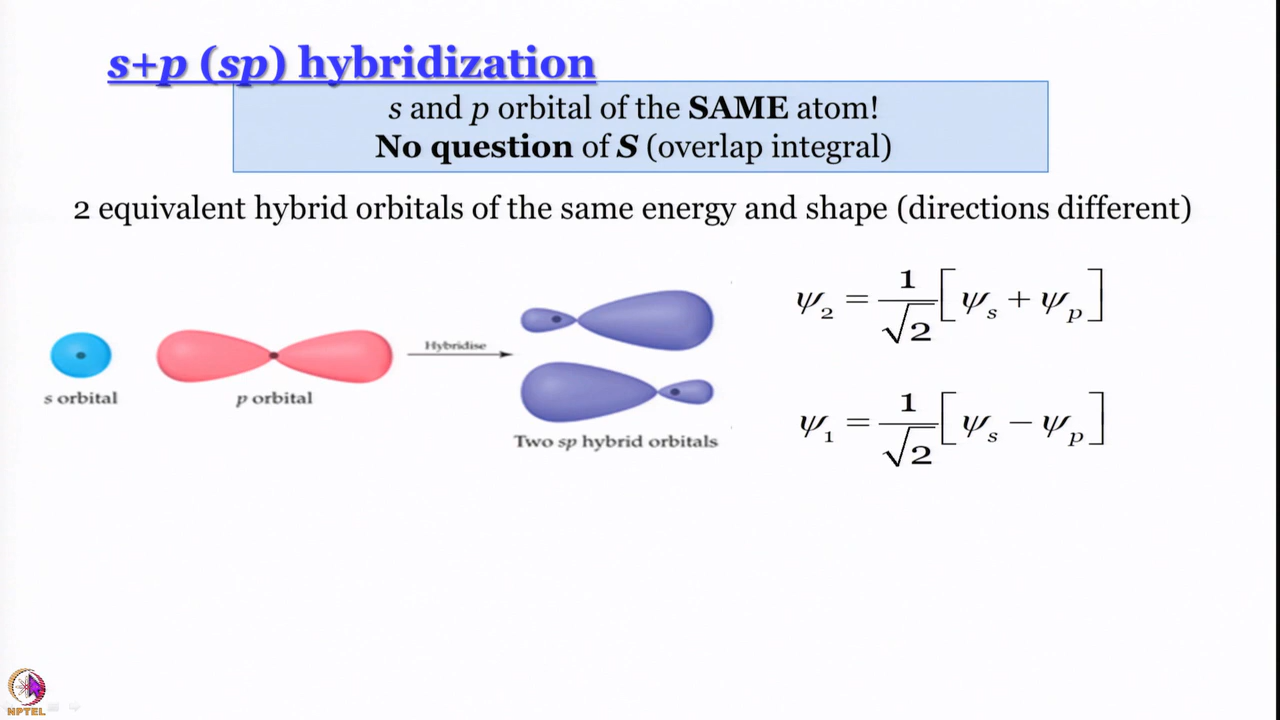 s+p (sp) hybridization
s and p orbital of the SAME atom!
No question of S (overlap integral)
2 equivalent hybrid orbitals of the same energy and shape (directions different)
s orbital
p orbital
Hybridise
Two sp hybrid orbitals
ψ₂ = 1/√2 [ψₛ + ψₚ]
ψ₁ = 1/√2 [ψₛ − ψₚ]
NPTEL